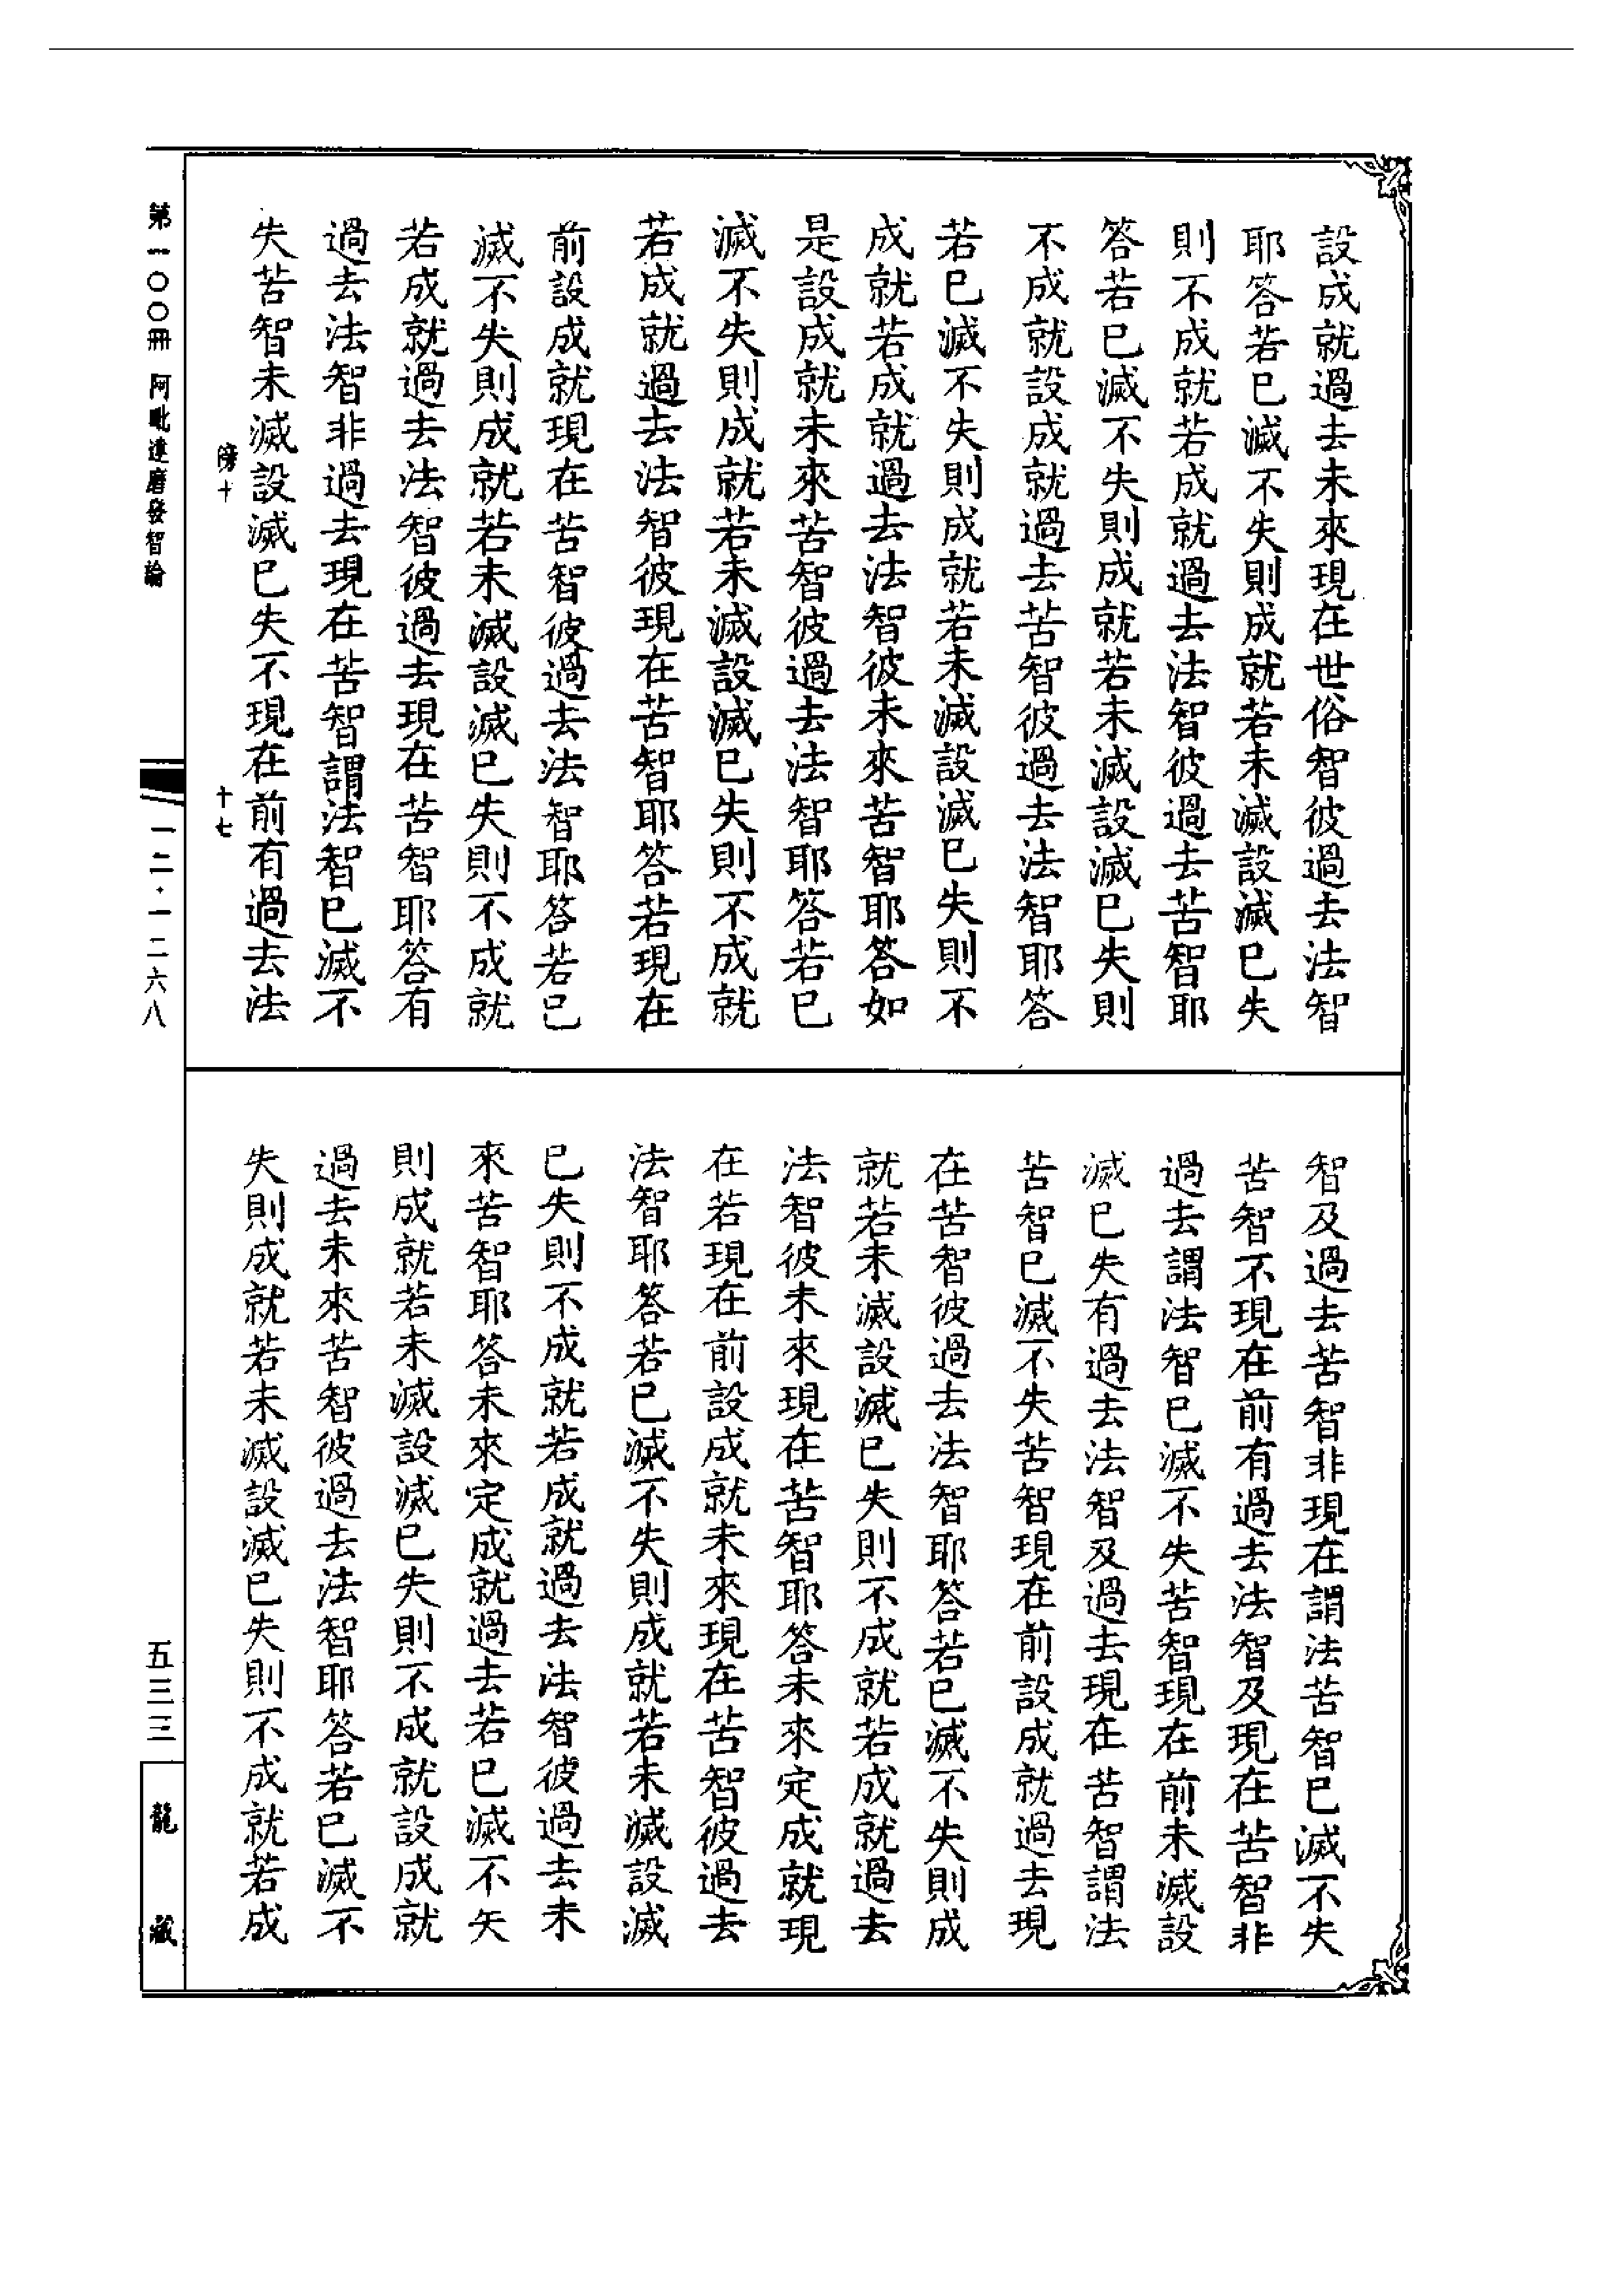 設成就過去未來現在世俗智彼過去法智
耶答若已滅不失則成就若未滅設滅已失
則不成就若成就過去法智彼過去苦智耶
答若已滅不失則成就若未滅設滅已失則
不成就設成就過去苦智彼過去法智耶答
若已滅不失則成就若未滅設滅已失則不
成就若成就過去法智彼未來苦智耶答如
是設成就未來苦智彼過去法智耶答若已
滅不失則成就若未滅設滅已失則不成就
若成就過去法智彼現在苦智耶答若現在
前設成就現在苦智彼過去法智耶答若已
滅不失則成就若未滅設滅已失則不成就
若成就過去法智彼過去現在苦智耶答有
過去法智非過去現在苦智謂法智已滅不
失苦智未滅設滅已失不現在前有過去法
智及過去苦智非現在謂法苦智已滅不失
苦智不現在前有過去法智及現在苦智非
過去謂法智已滅不失苦智現在前未滅設
滅已失有過去法智及過去現在苦智謂法
苦智已滅不失苦智現在前設成就過去現
在苦智彼過去法智耶答若已滅不失則成
就若未滅設滅已失則不成就若成就過去
法智彼未來現在苦智耶答未來定成就現
在若現在前設成就未來現在苦智彼過去
法智耶答若已滅不失則成就若未滅設滅
已失則不成就若成就過去法智彼過去未
來苦智耶答未來定成就過去若已滅不矢
則成就若未滅設滅已失則不成就設成就
過去未來苦智彼過去法智耶答若已滅不
失則成就若未滅設滅已失則不成就若成
傍十
十七
第一〇〇冊 阿毗達磨發智論
一二·一二六八
五三三
龍藏